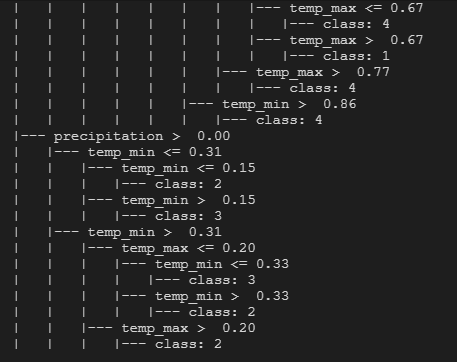 |   |   |   |   |   |   |   |--- temp_max <= 0.67
|   |   |   |   |   |   |   |   |--- class: 4
|   |   |   |   |   |   |   |--- temp_max >  0.67
|   |   |   |   |   |   |   |   |--- class: 1
|   |   |   |   |   |   |--- temp_max >  0.77
|   |   |   |   |   |   |   |--- class: 4
|   |   |   |   |   |--- temp_min >  0.86
|   |   |   |   |   |   |--- class: 4
|--- precipitation >  0.00
|   |--- temp_min <= 0.31
|   |   |--- temp_min <= 0.15
|   |   |   |--- class: 2
|   |   |--- temp_min >  0.15
|   |   |   |--- class: 3
|   |--- temp_min >  0.31
|   |   |--- temp_max <= 0.20
|   |   |   |--- temp_min <= 0.33
|   |   |   |   |--- class: 3
|   |   |   |--- temp_min >  0.33
|   |   |   |   |--- class: 2
|   |   |--- temp_max >  0.20
|   |   |   |--- class: 2